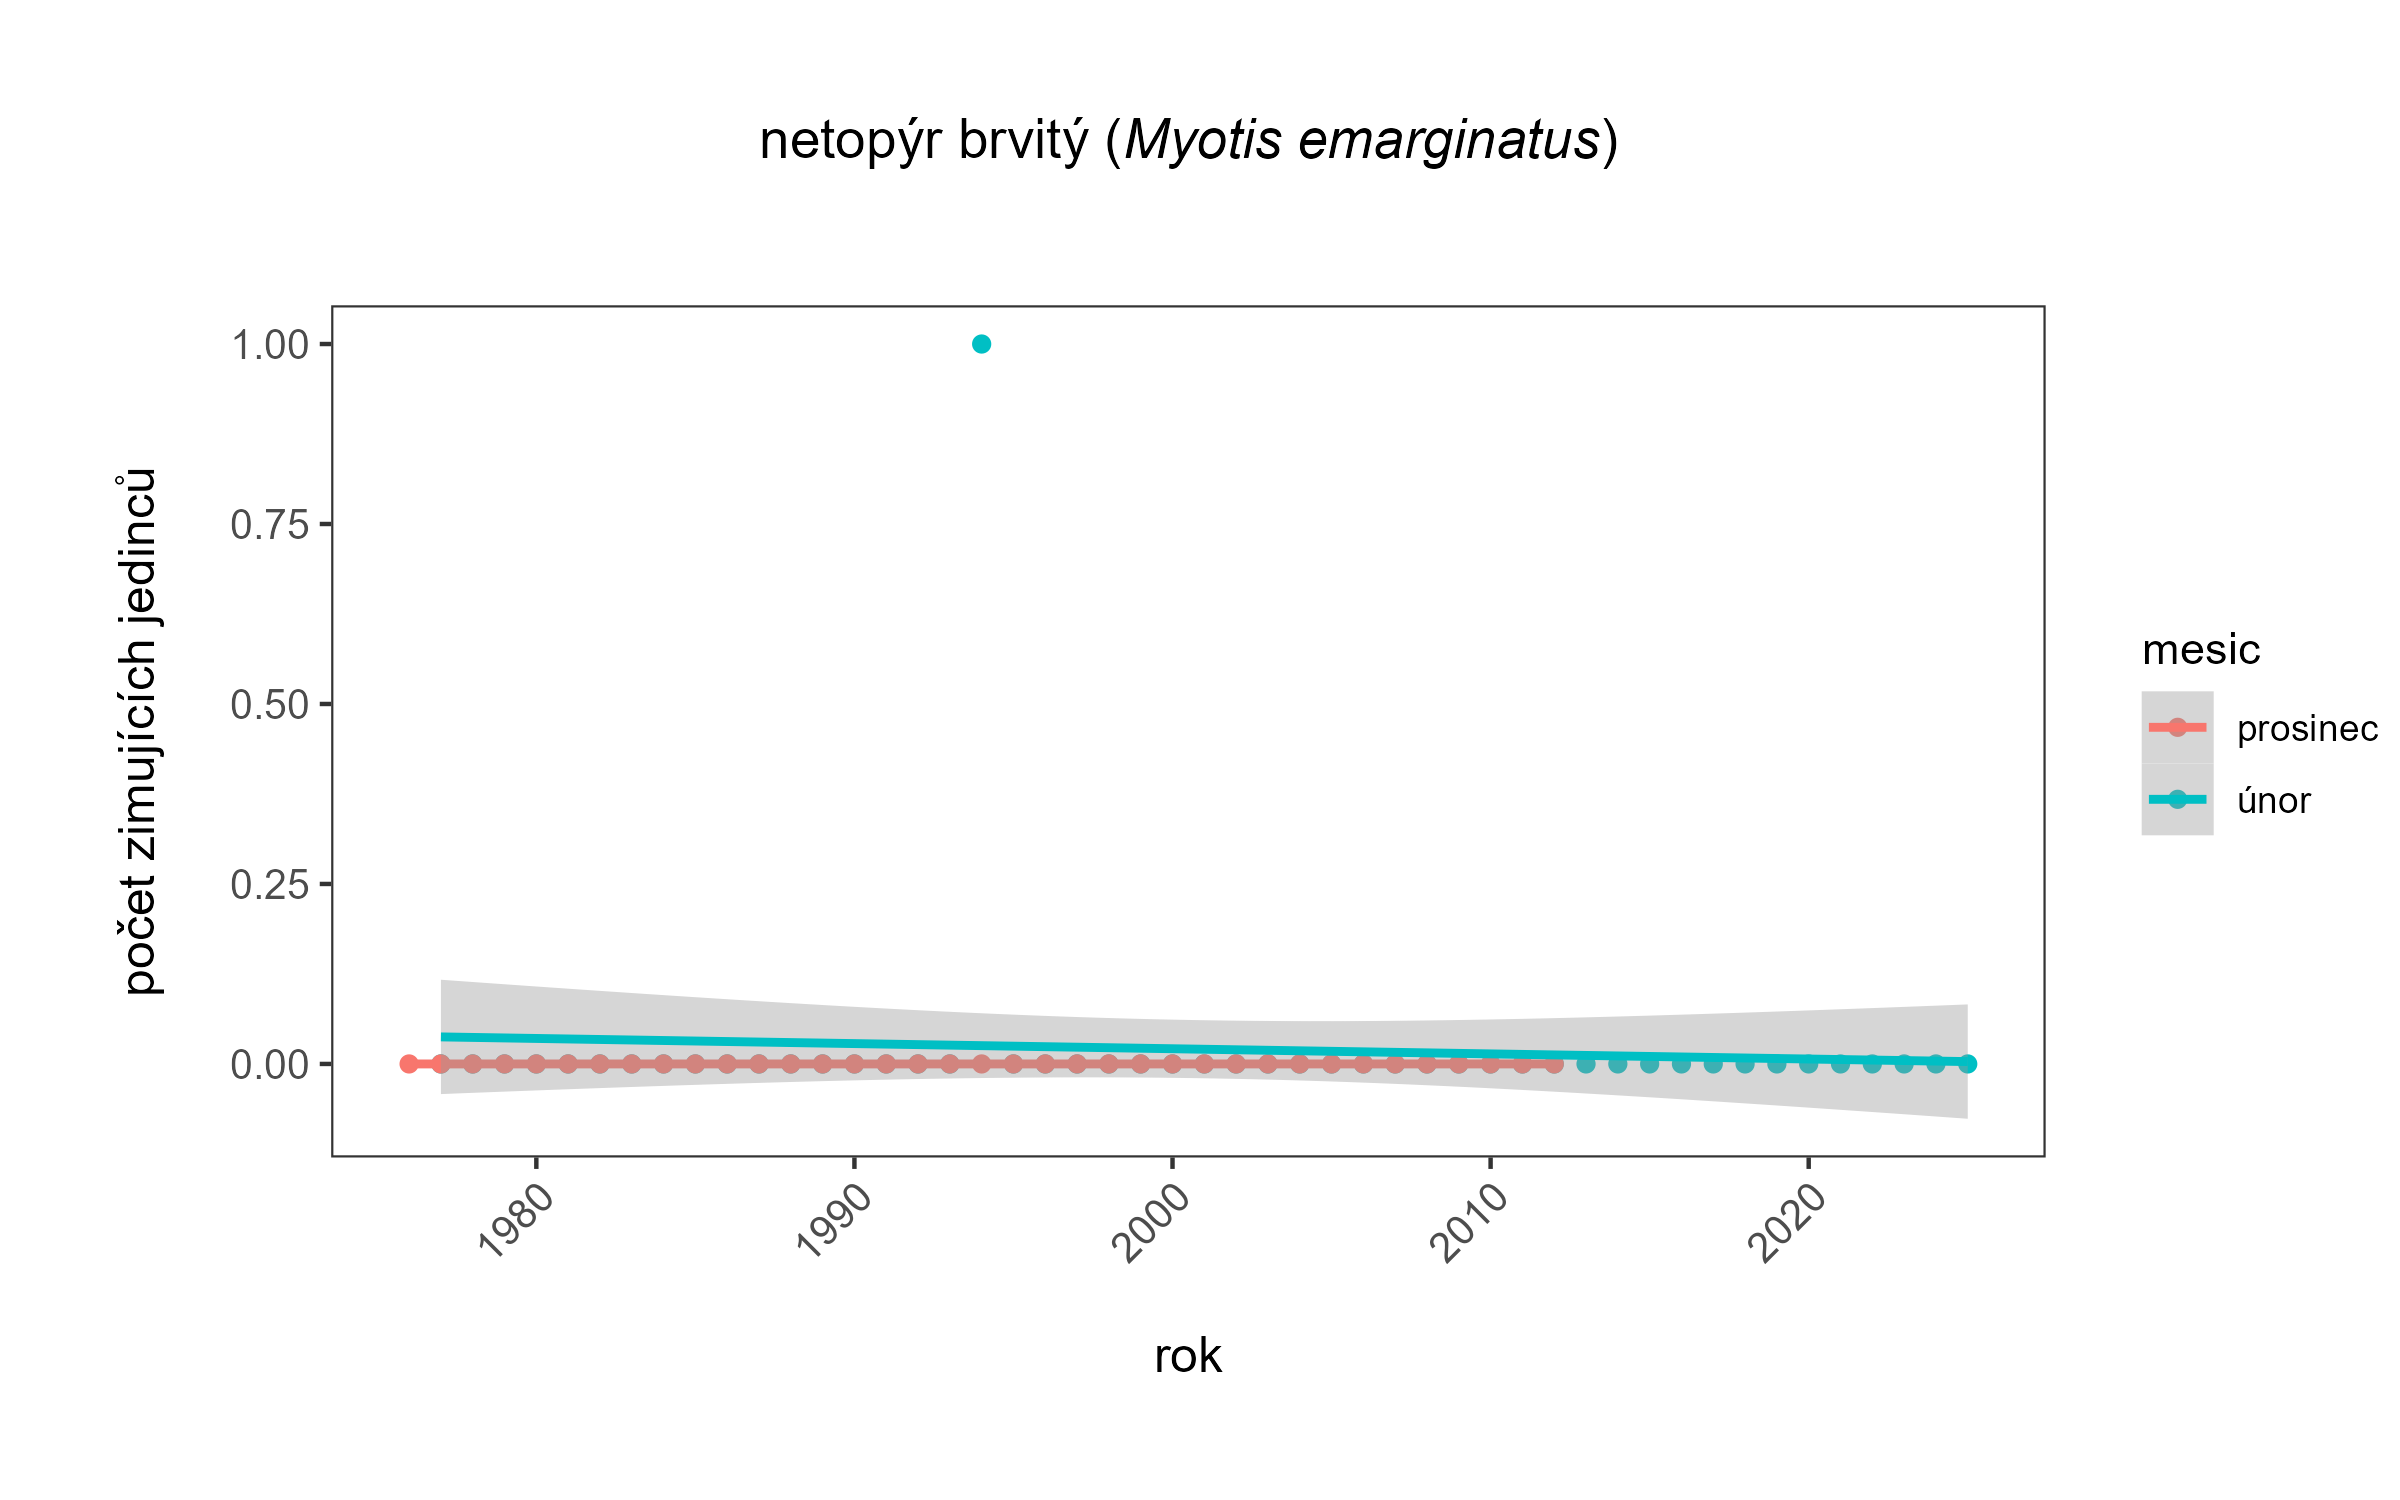 netopýr brvitý (Myotis emarginatus)
počet zimujících jedinců
1.00
0.75
0.50
0.25
0.00
1980
1990
2000
2010
2020
rok
mesic
prosinec
únor